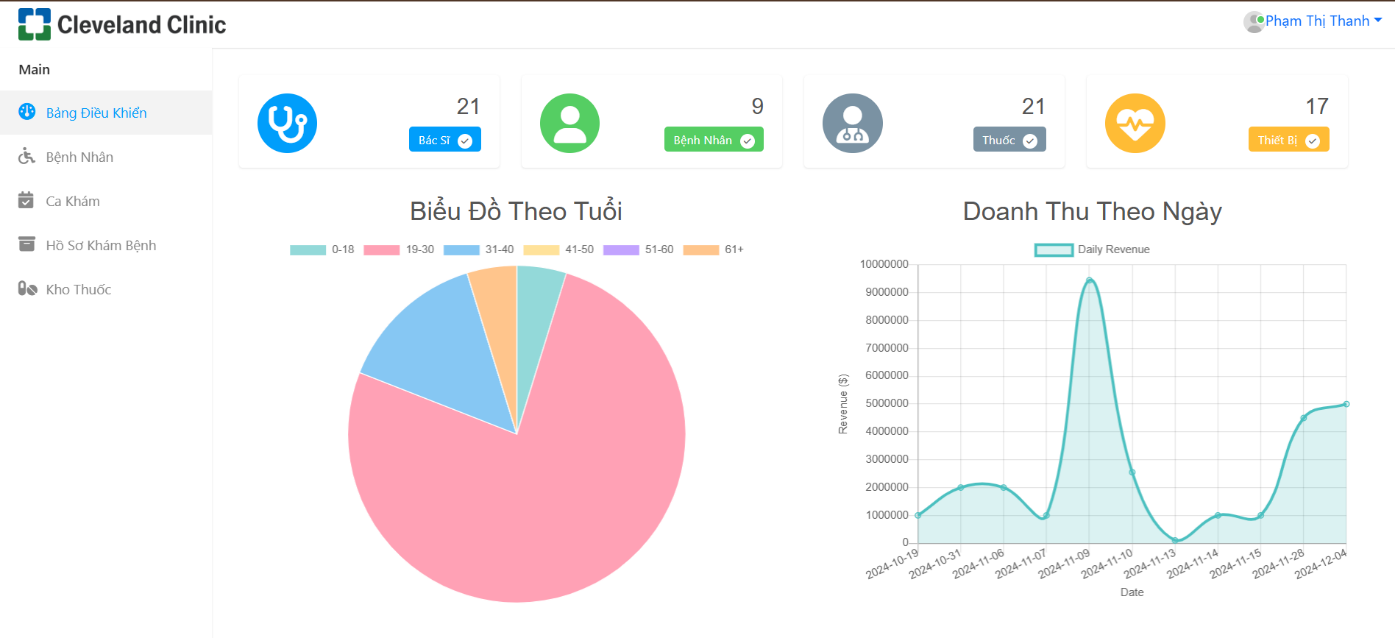 Cleveland Clinic
Phạm Thị Thanh
Main
Bảng Điều Khiển
Bệnh Nhân
Ca Khám
Hồ Sơ Khám Bệnh
Kho Thuốc
21
Bác Sĩ
9
Bệnh Nhân
21
Thuốc
17
Thiết Bị
Biểu Đồ Theo Tuổi
0-18 19-30 31-40 41-50 51-60 61+
Doanh Thu Theo Ngày
Daily Revenue
Revenue ($)
10000000
9000000
8000000
7000000
6000000
5000000
4000000
3000000
2000000
1000000
0
2024-10-19 2024-10-31 2024-11-06 2024-11-07 2024-11-09 2024-11-10 2024-11-13 2024-11-14 2024-11-15 2024-11-28 2024-12-04
Date